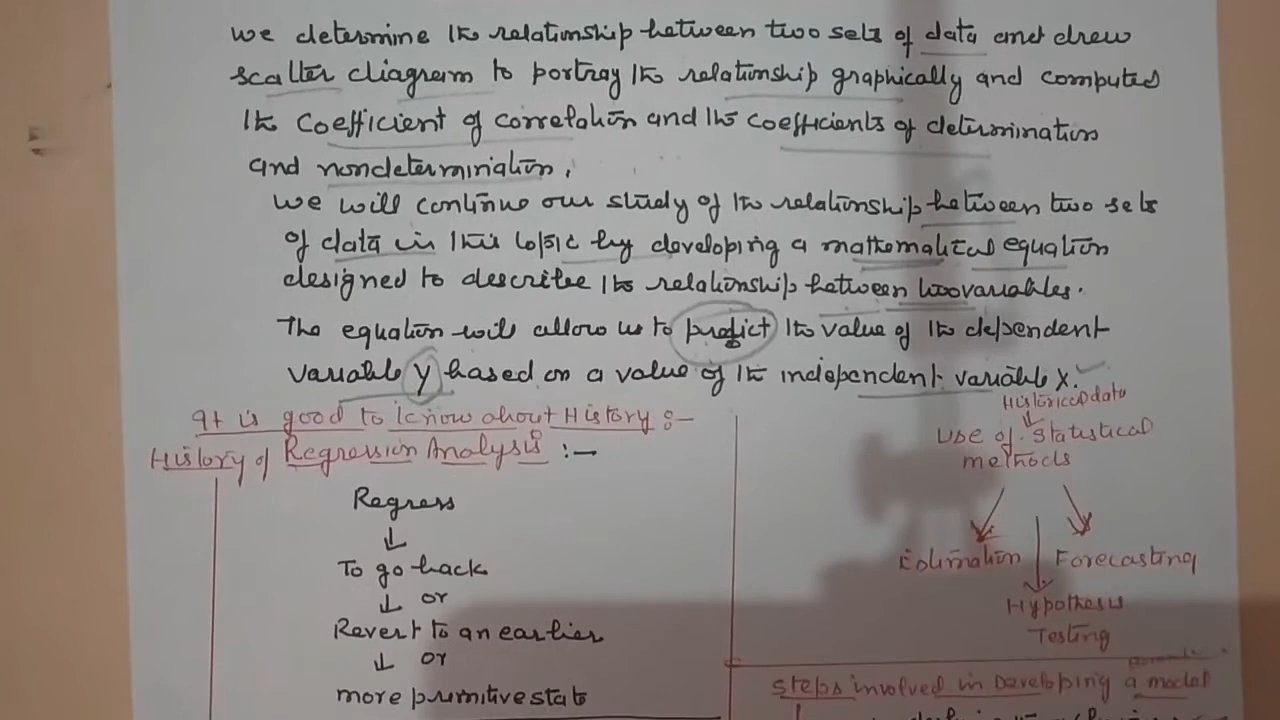 we determine the relationship between two sets of data and drew
scatter diagram to portray the relationship graphically and computed
the coefficient of correlation and the coefficients of determination
and nondetermination.
we will continue our study of the relationship between two sets
of data in this topic by developing a mathematical equation
designed to describe the relationship between two variables.
The equation will allow us to predict the value of the dependent
variable y based on a value of the independent variable X.
It is good to know about History :-
History of Regression Analysis :-
Regress
↓
To go back
↓ or
Revert to an earlier
↓ or
more primitive state
Historical data
Use of statistical
methods
Estimation
Forecasting
Hypothesis
Testing
Steps involved in Developing a model